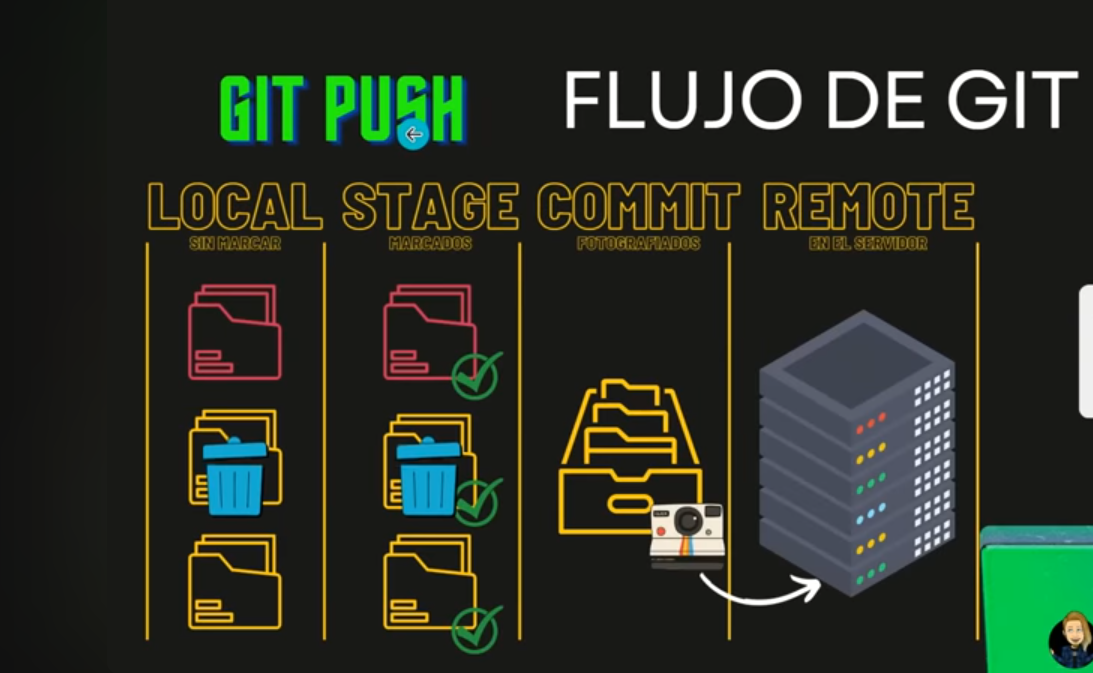 GIT PUSH
FLUJO DE GIT
LOCAL STAGE COMMIT REMOTE
SIN MARCAR MARCADOS FOTOGRAFIADOS EN EL SERVIDOR